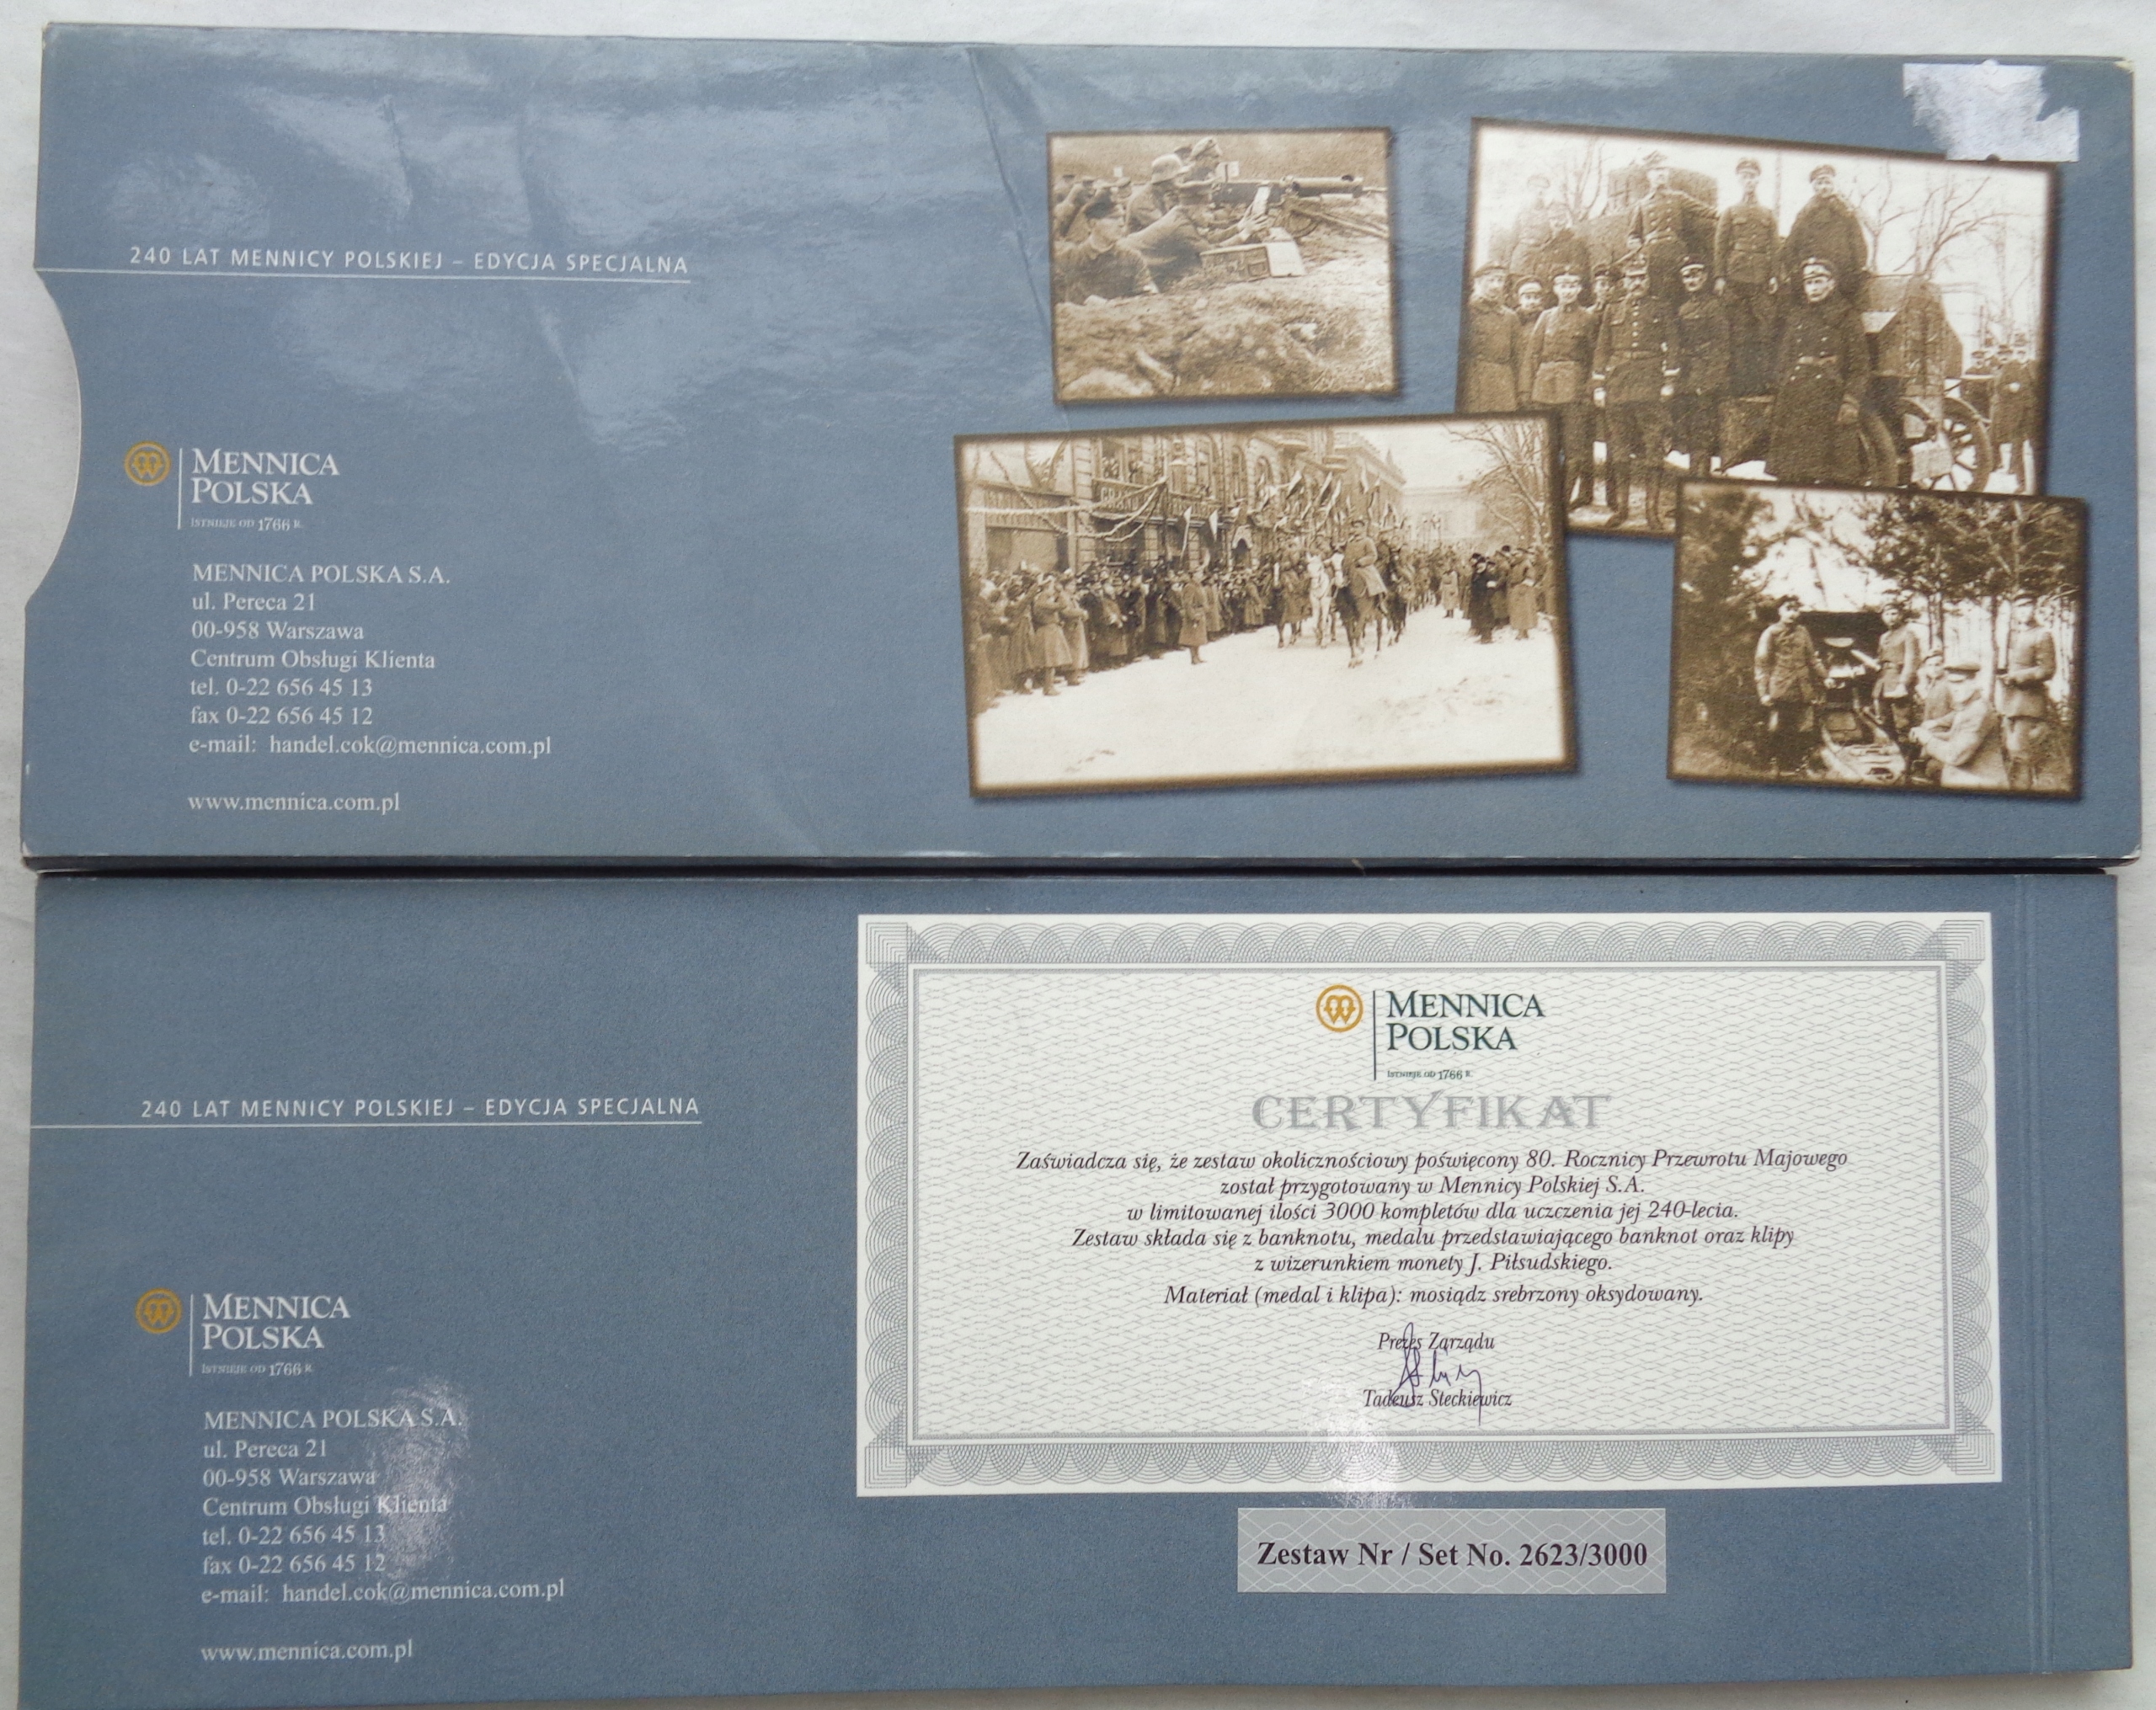 240 LAT MENNICY POLSKIEJ – EDYCJA SPECJALNA
MENNICA
POLSKA
ISTNIEJE OD 1766 R.
MENNICA POLSKA S.A.
ul. Pereca 21
00-958 Warszawa
Centrum Obsługi Klienta
tel. 0-22 656 45 13
fax 0-22 656 45 12
e-mail: handel.cok@mennica.com.pl
www.mennica.com.pl
240 LAT MENNICY POLSKIEJ – EDYCJA SPECJALNA
MENNICA
POLSKA
ISTNIEJE OD 1766 R.
MENNICA POLSKA S.A.
ul. Pereca 21
00-958 Warszawa
Centrum Obsługi Klienta
tel. 0-22 656 45 13
fax 0-22 656 45 12
e-mail: handel.cok@mennica.com.pl
www.mennica.com.pl
MENNICA
POLSKA
ISTNIEJE OD 1766 R.
CERTYFIKAT
Zaświadcza się, że zestaw okolicznościowy poświęcony 80. Rocznicy Przewrotu Majowego
został przygotowany w Mennicy Polskiej S.A.
w limitowanej ilości 3000 kompletów dla uczczenia jej 240-lecia.
Zestaw składa się z banknotu, medalu przedstawiającego banknot oraz klipy
z wizerunkiem monety J. Piłsudskiego.
Materiał (medal i klipa): mosiądz srebrzony oksydowany.
Prezes Zarządu
Tadeusz Steckiewicz
Zestaw Nr / Set No. 2623/3000